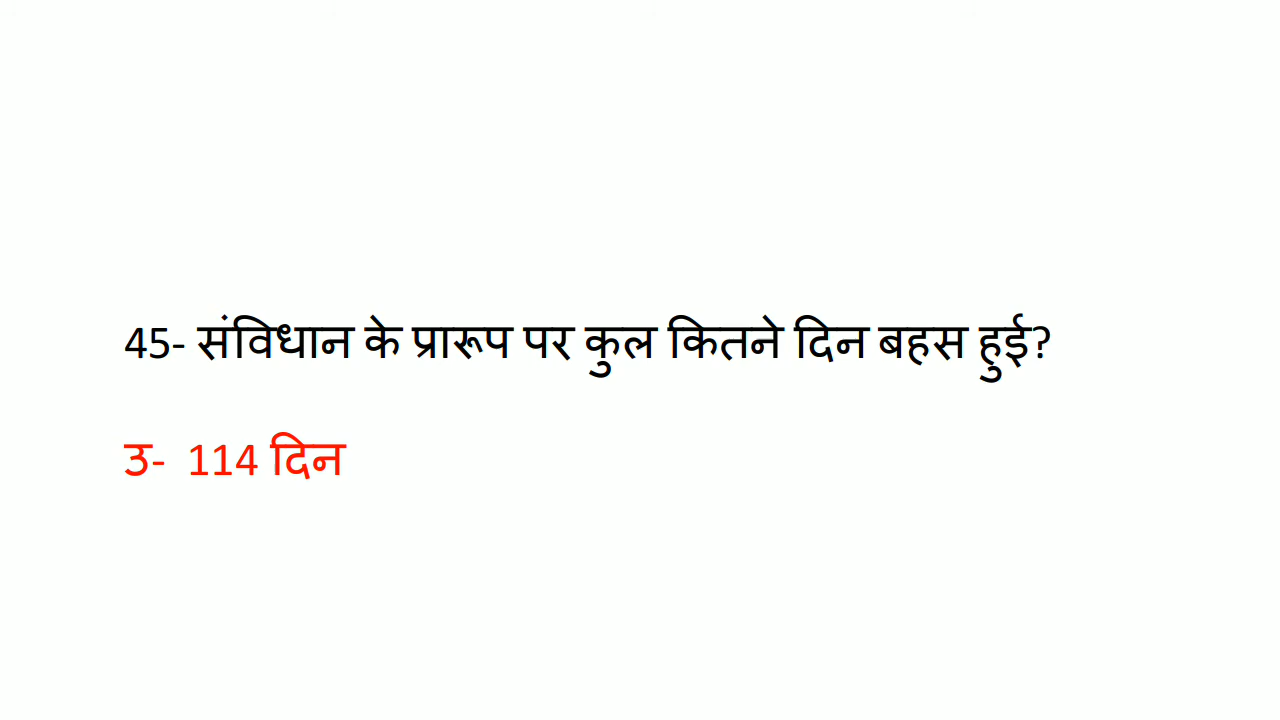 45- संविधान के प्रारूप पर कुल कितने दिन बहस हुई?
उ- 114 दिन